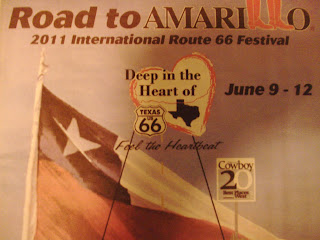 Road to AMARILLO
2011 International Route 66 Festival
Deep in the
Heart of
June 9 - 12
TEXAS
US
66
Feel the Heartbeat
Cowboy
20